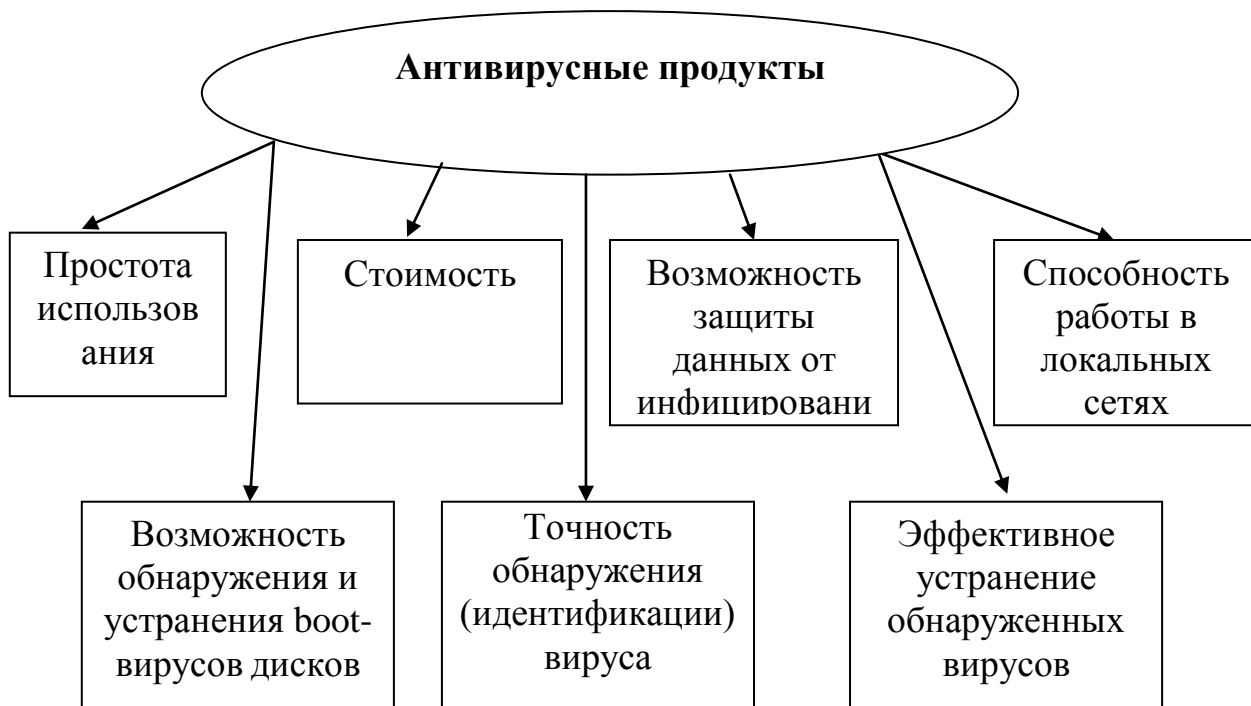 Антивирусные продукты
Простота
использов
ания
Стоимость
Возможность
защиты
данных от
инфицировани
Способность
работы в
локальных
сетях
Возможность
обнаружения и
устранения boot-
вирусов дисков
Точность
обнаружения
(идентификации)
вируса
Эффективное
устранение
обнаруженных
вирусов